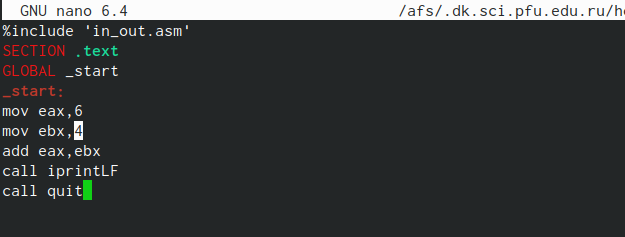 GNU nano 6.4 /afs/.dk.sci.pfu.edu.ru/h
%include 'in_out.asm'
SECTION .text
GLOBAL _start
_start:
mov eax,6
mov ebx,4
add eax,ebx
call iprintLF
call quit